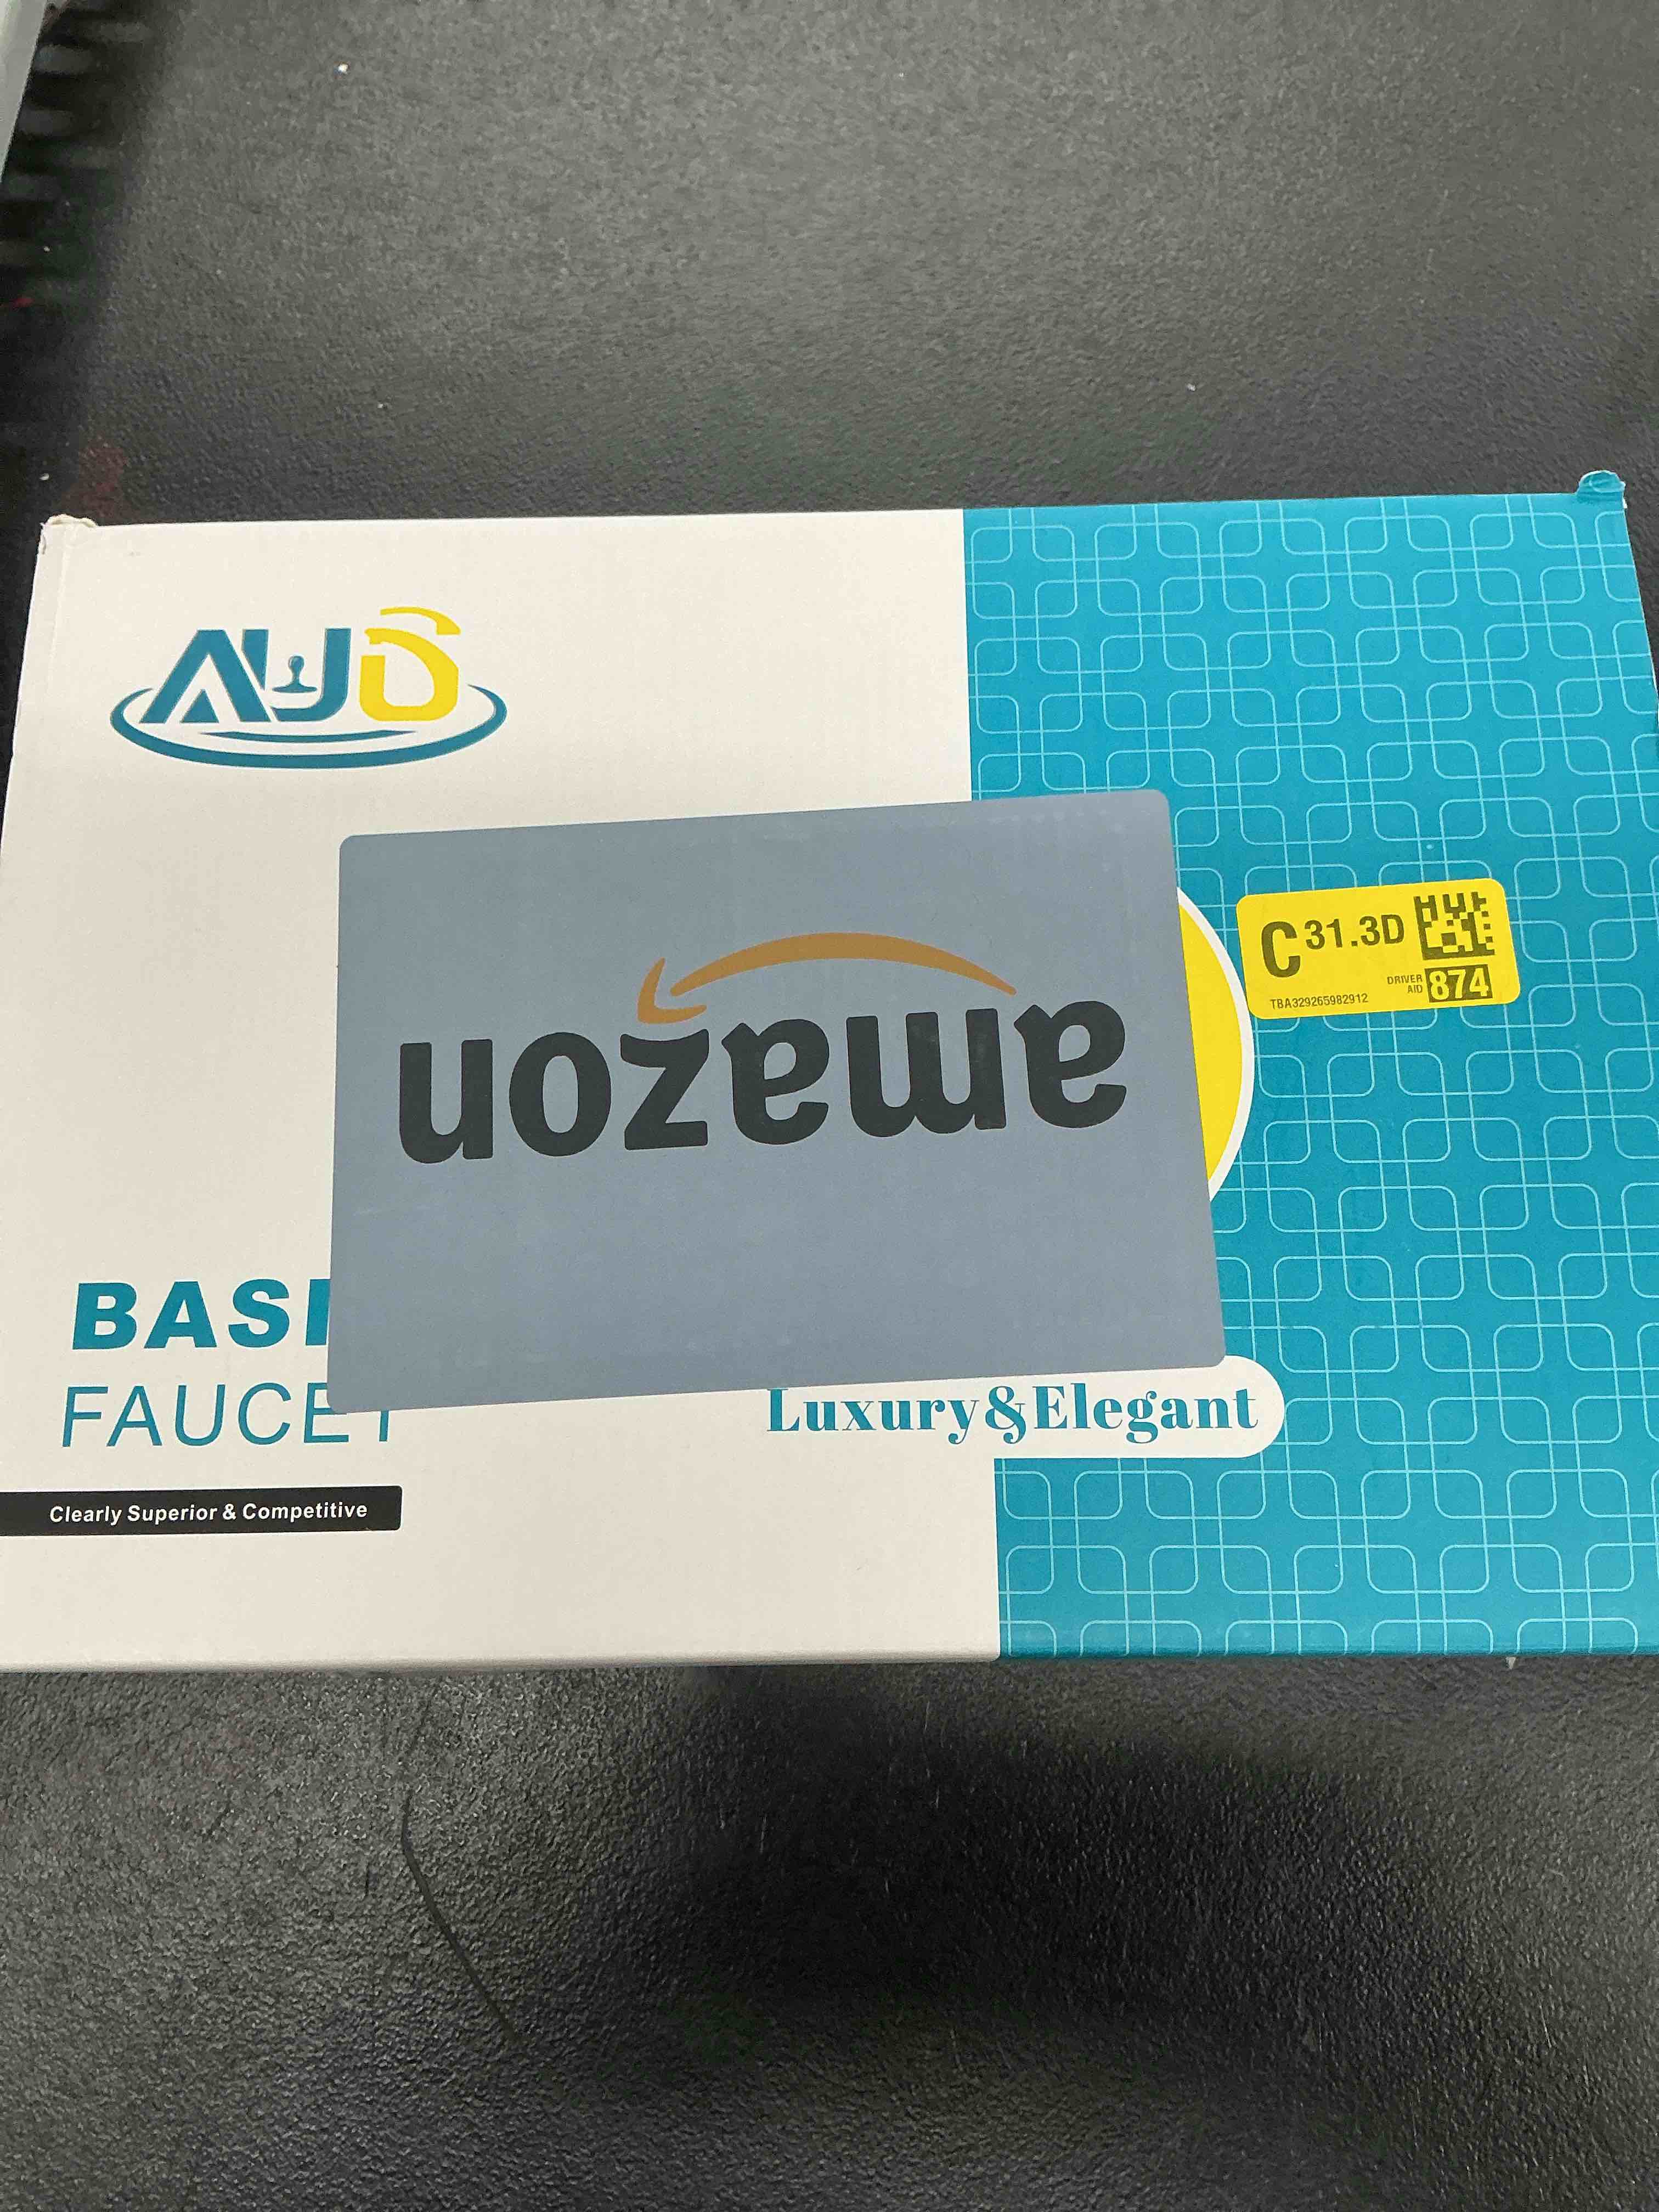 AJD
amazon
C 31.3D
DRIVER
AID 874
TBA329265982912
BASI
FAUCET
Luxury&Elegant
Clearly Superior & Competitive